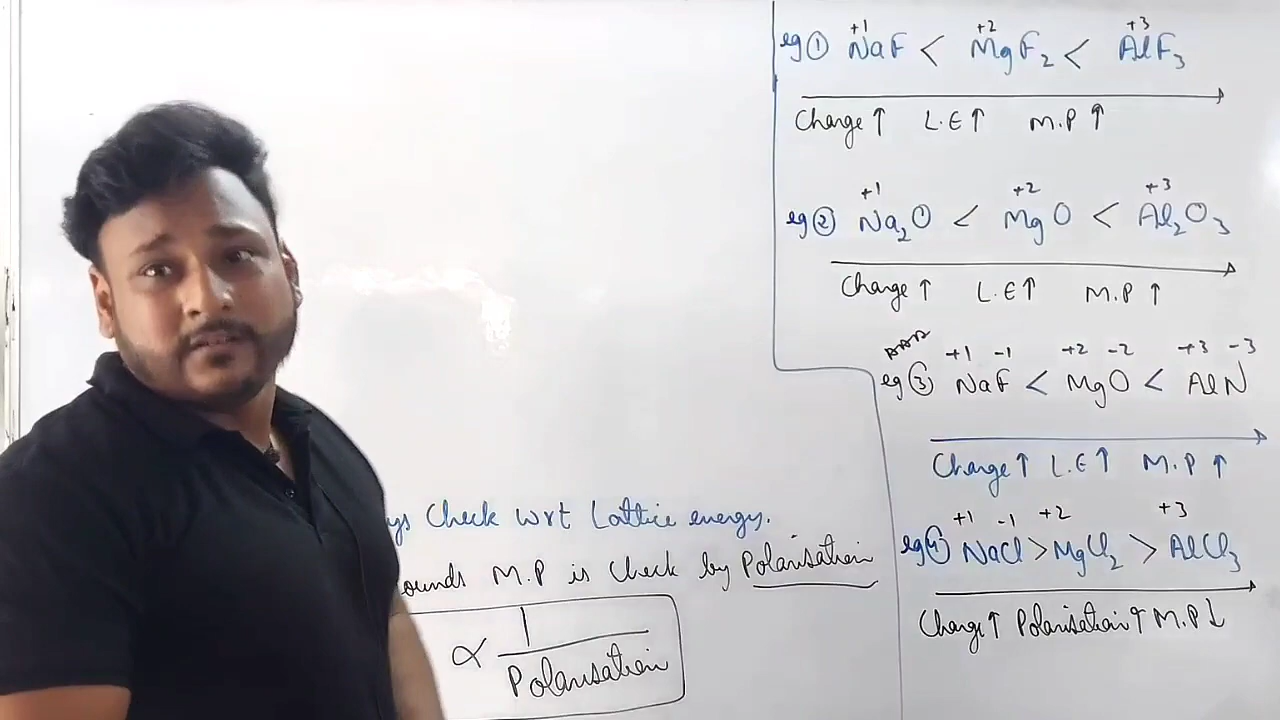 +1 +2 +3
eg ① NaF < MgF2 < AlF3
Charge ↑ L.E ↑ M.P ↑
+1 +2 +3
eg ② Na2O < MgO < Al2O3
Charge ↑ L.E ↑ M.P ↑
+1 -1 +2 -2 +3 -3
eg ③ NaF < MgO < AlN
Charge ↑ L.E ↑ M.P ↑
+1 -1 +2 +3
eg ④ NaCl > MgCl2 > AlCl3
Charge ↑ Polarisation ↑ M.P ↓
ys Check wrt Lattice energy.
ounds M.P is Check by Polarisation
∝ 1
Polarisation